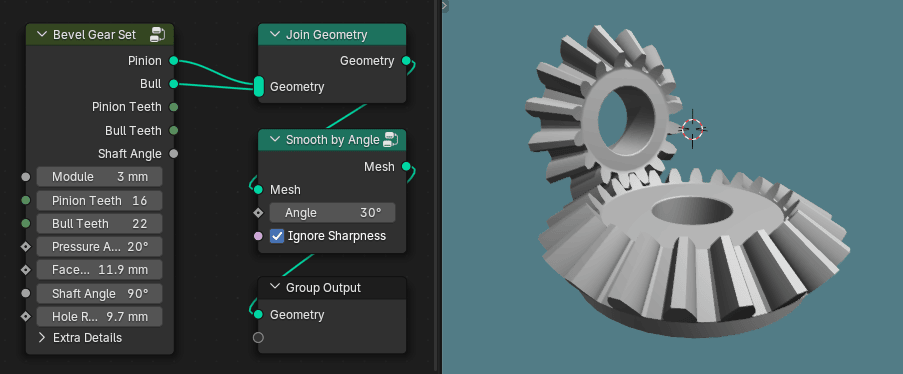 Bevel Gear Set
Pinion
Bull
Pinion Teeth
Bull Teeth
Shaft Angle
Module 3 mm
Pinion Teeth 16
Bull Teeth 22
Pressure A... 20°
Face... 11.9 mm
Shaft Angle 90°
Hole R... 9.7 mm
Extra Details
Join Geometry
Geometry
Geometry
Smooth by Angle
Mesh
Mesh
Angle 30°
Ignore Sharpness
Group Output
Geometry